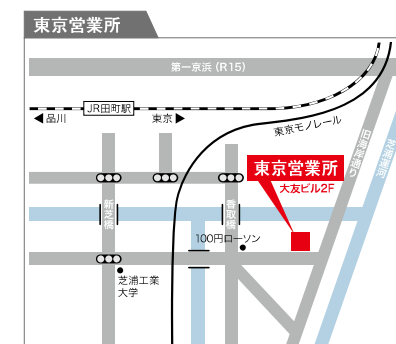 東京営業所
第一京浜（R15）
JR田町駅
◀品川
東京▶
東京モノレール
旧海岸通り
芝浦運河
東京営業所
大友ビル2F
新芝橋
香取橋
100円ローソン
芝浦工業
大学